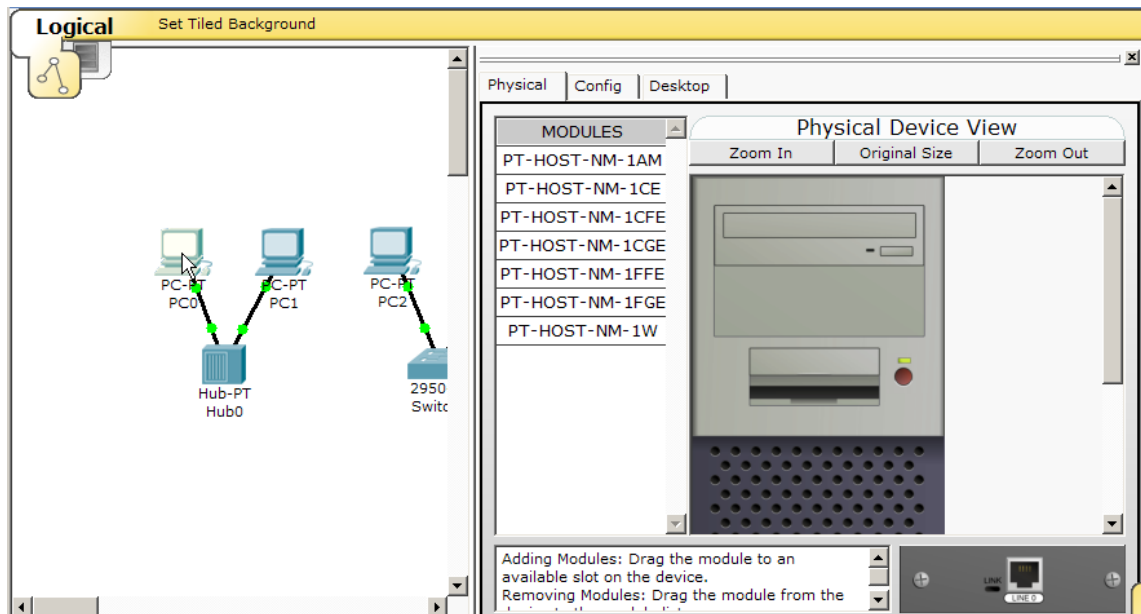 Logical
Set Tiled Background
PC-PT
PC0
PC-PT
PC1
PC-PT
PC2
Hub-PT
Hub0
2950
Switc
Physical
Config
Desktop
MODULES
PT-HOST-NM-1AM
PT-HOST-NM-1CE
PT-HOST-NM-1CFE
PT-HOST-NM-1CGE
PT-HOST-NM-1FFE
PT-HOST-NM-1FGE
PT-HOST-NM-1W
Physical Device View
Zoom In
Original Size
Zoom Out
Adding Modules: Drag the module to an
available slot on the device.
Removing Modules: Drag the module from the
LINK
LINE 0